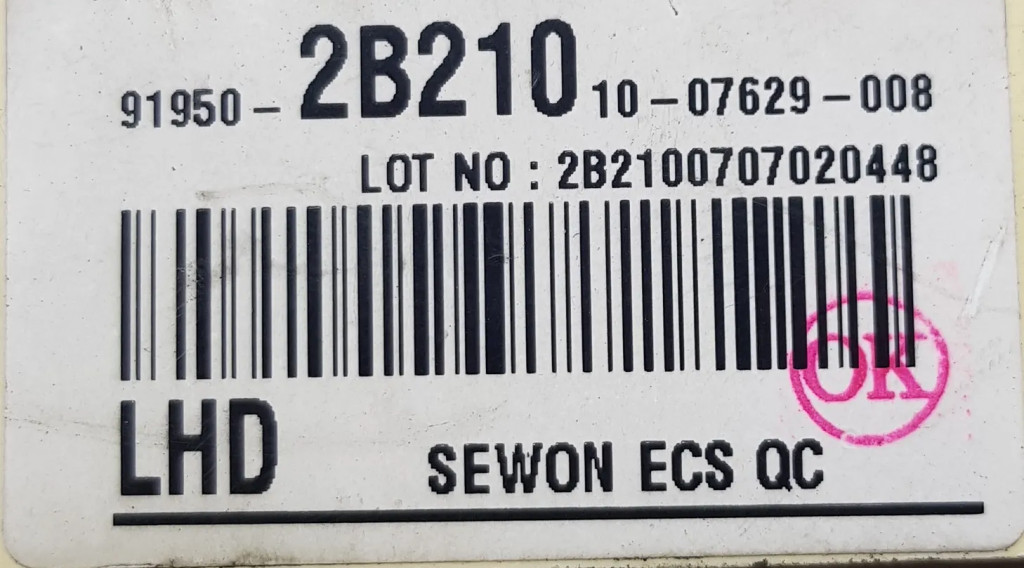 91950-2B210 10-07629-008
LOT NO : 2B2100707020448
OK
LHD
SEWON ECS QC